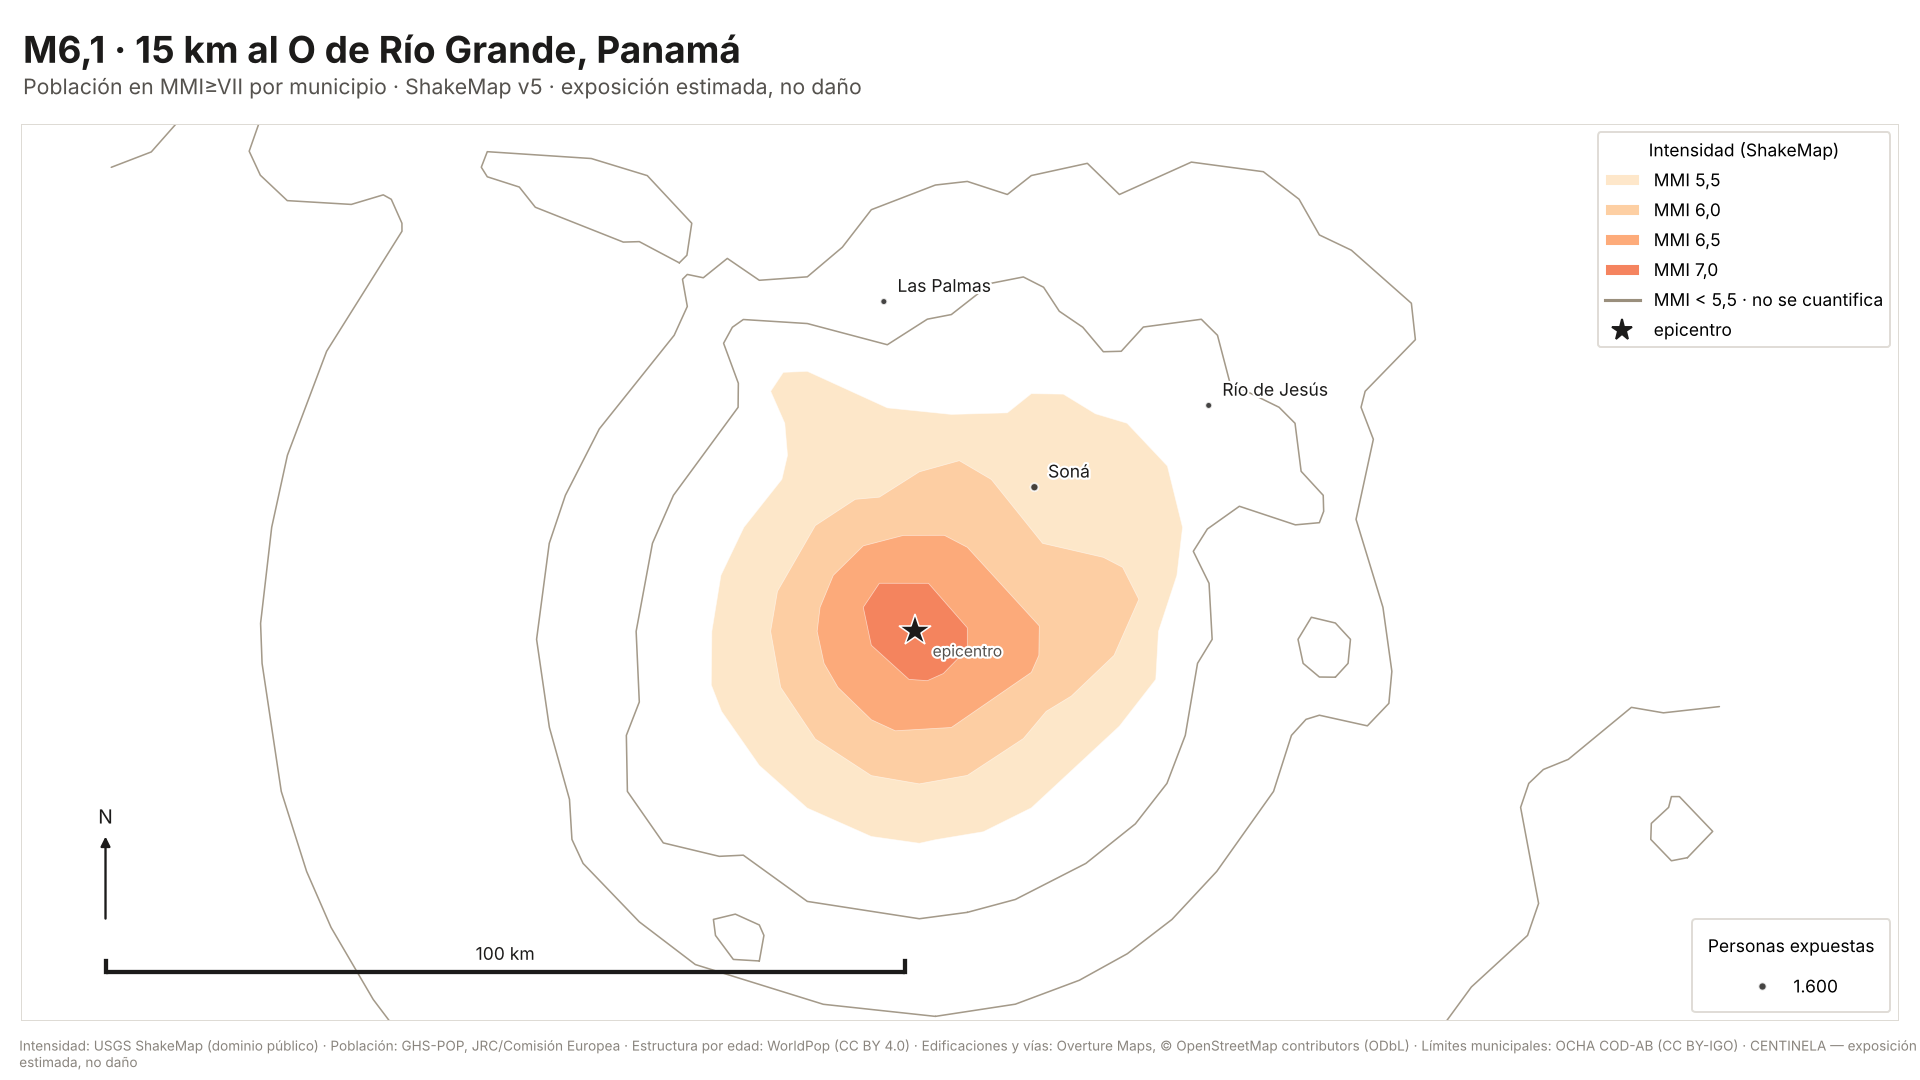 M6,1 · 15 km al O de Río Grande, Panamá
Población en MMI≥VII por municipio · ShakeMap v5 · exposición estimada, no daño
Intensidad (ShakeMap)
MMI 5,5
MMI 6,0
MMI 6,5
MMI 7,0
MMI < 5,5 · no se cuantifica
epicentro
Las Palmas
Río de Jesús
Soná
epicentro
N
100 km
Personas expuestas
1.600
Intensidad: USGS ShakeMap (dominio público) · Población: GHS-POP, JRC/Comisión Europea · Estructura por edad: WorldPop (CC BY 4.0) · Edificaciones y vías: Overture Maps, © OpenStreetMap contributors (ODbL) · Límites municipales: OCHA COD-AB (CC BY-IGO) · CENTINELA — exposición
estimada, no daño